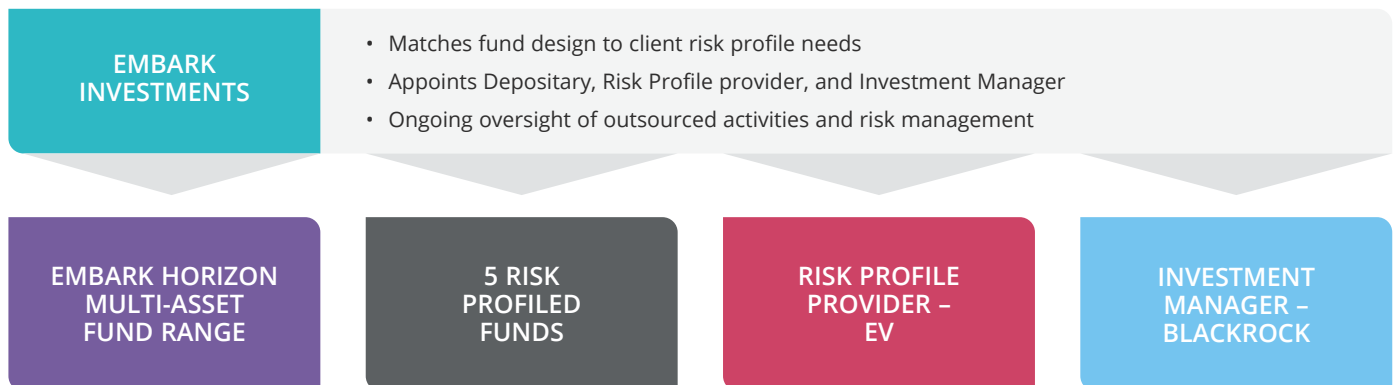 EMBARK
INVESTMENTS
• Matches fund design to client risk profile needs
• Appoints Depositary, Risk Profile provider, and Investment Manager
• Ongoing oversight of outsourced activities and risk management
EMBARK HORIZON
MULTI-ASSET
FUND RANGE
5 RISK
PROFILED
FUNDS
RISK PROFILE
PROVIDER –
EV
INVESTMENT
MANAGER –
BLACKROCK